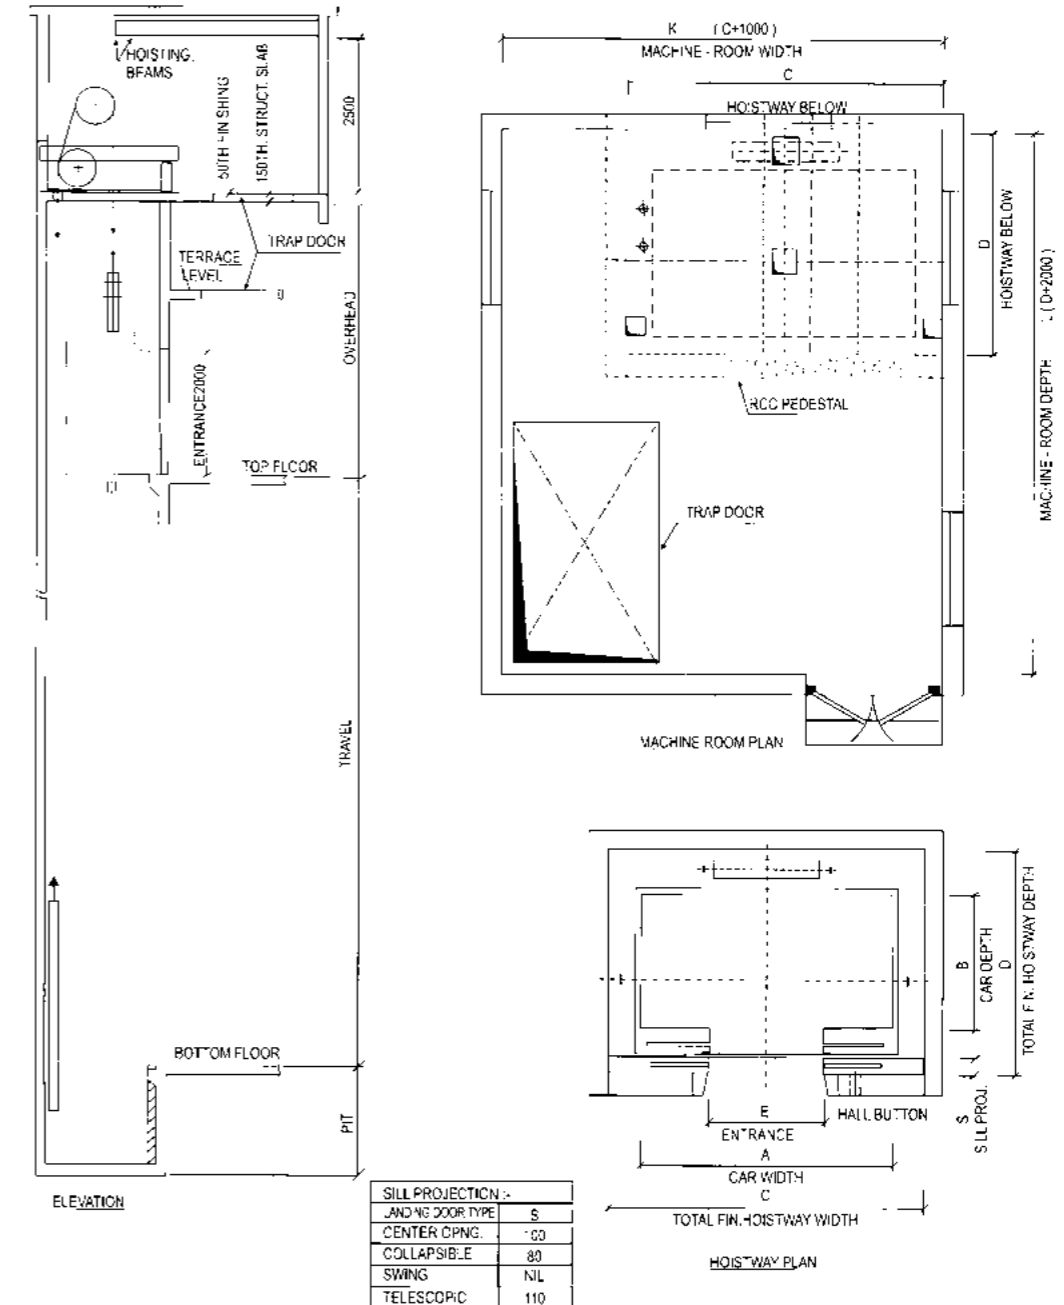 HOISTING
BEAMS
50TH FINISHING
150TH. STRUCT. SLAB
2500
TRAP DOOR
TERRACE
LEVEL
OVERHEAD
ENTRANCE2000
TOP FLOOR
TRAVEL
BOTTOM FLOOR
PIT
ELEVATION
K ( C+1000 )
MACHINE - ROOM WIDTH
C
HOISTWAY BELOW
D
HOISTWAY BELOW
MACHINE - ROOM DEPTH L ( D+2000 )
RCC PEDESTAL
TRAP DOOR
MACHINE ROOM PLAN
B
CAR DEPTH
D
TOTAL FIN. HOISTWAY DEPTH
S
SILL PROJ.
HALL BUTTON
E
ENTRANCE
A
CAR WIDTH
C
TOTAL FIN.HOISTWAY WIDTH
HOISTWAY PLAN
SILL PROJECTION :-
LANDING DOOR TYPE S
CENTER OPNG. 100
COLLAPSIBLE 80
SWING NIL
TELESCOPIC 110